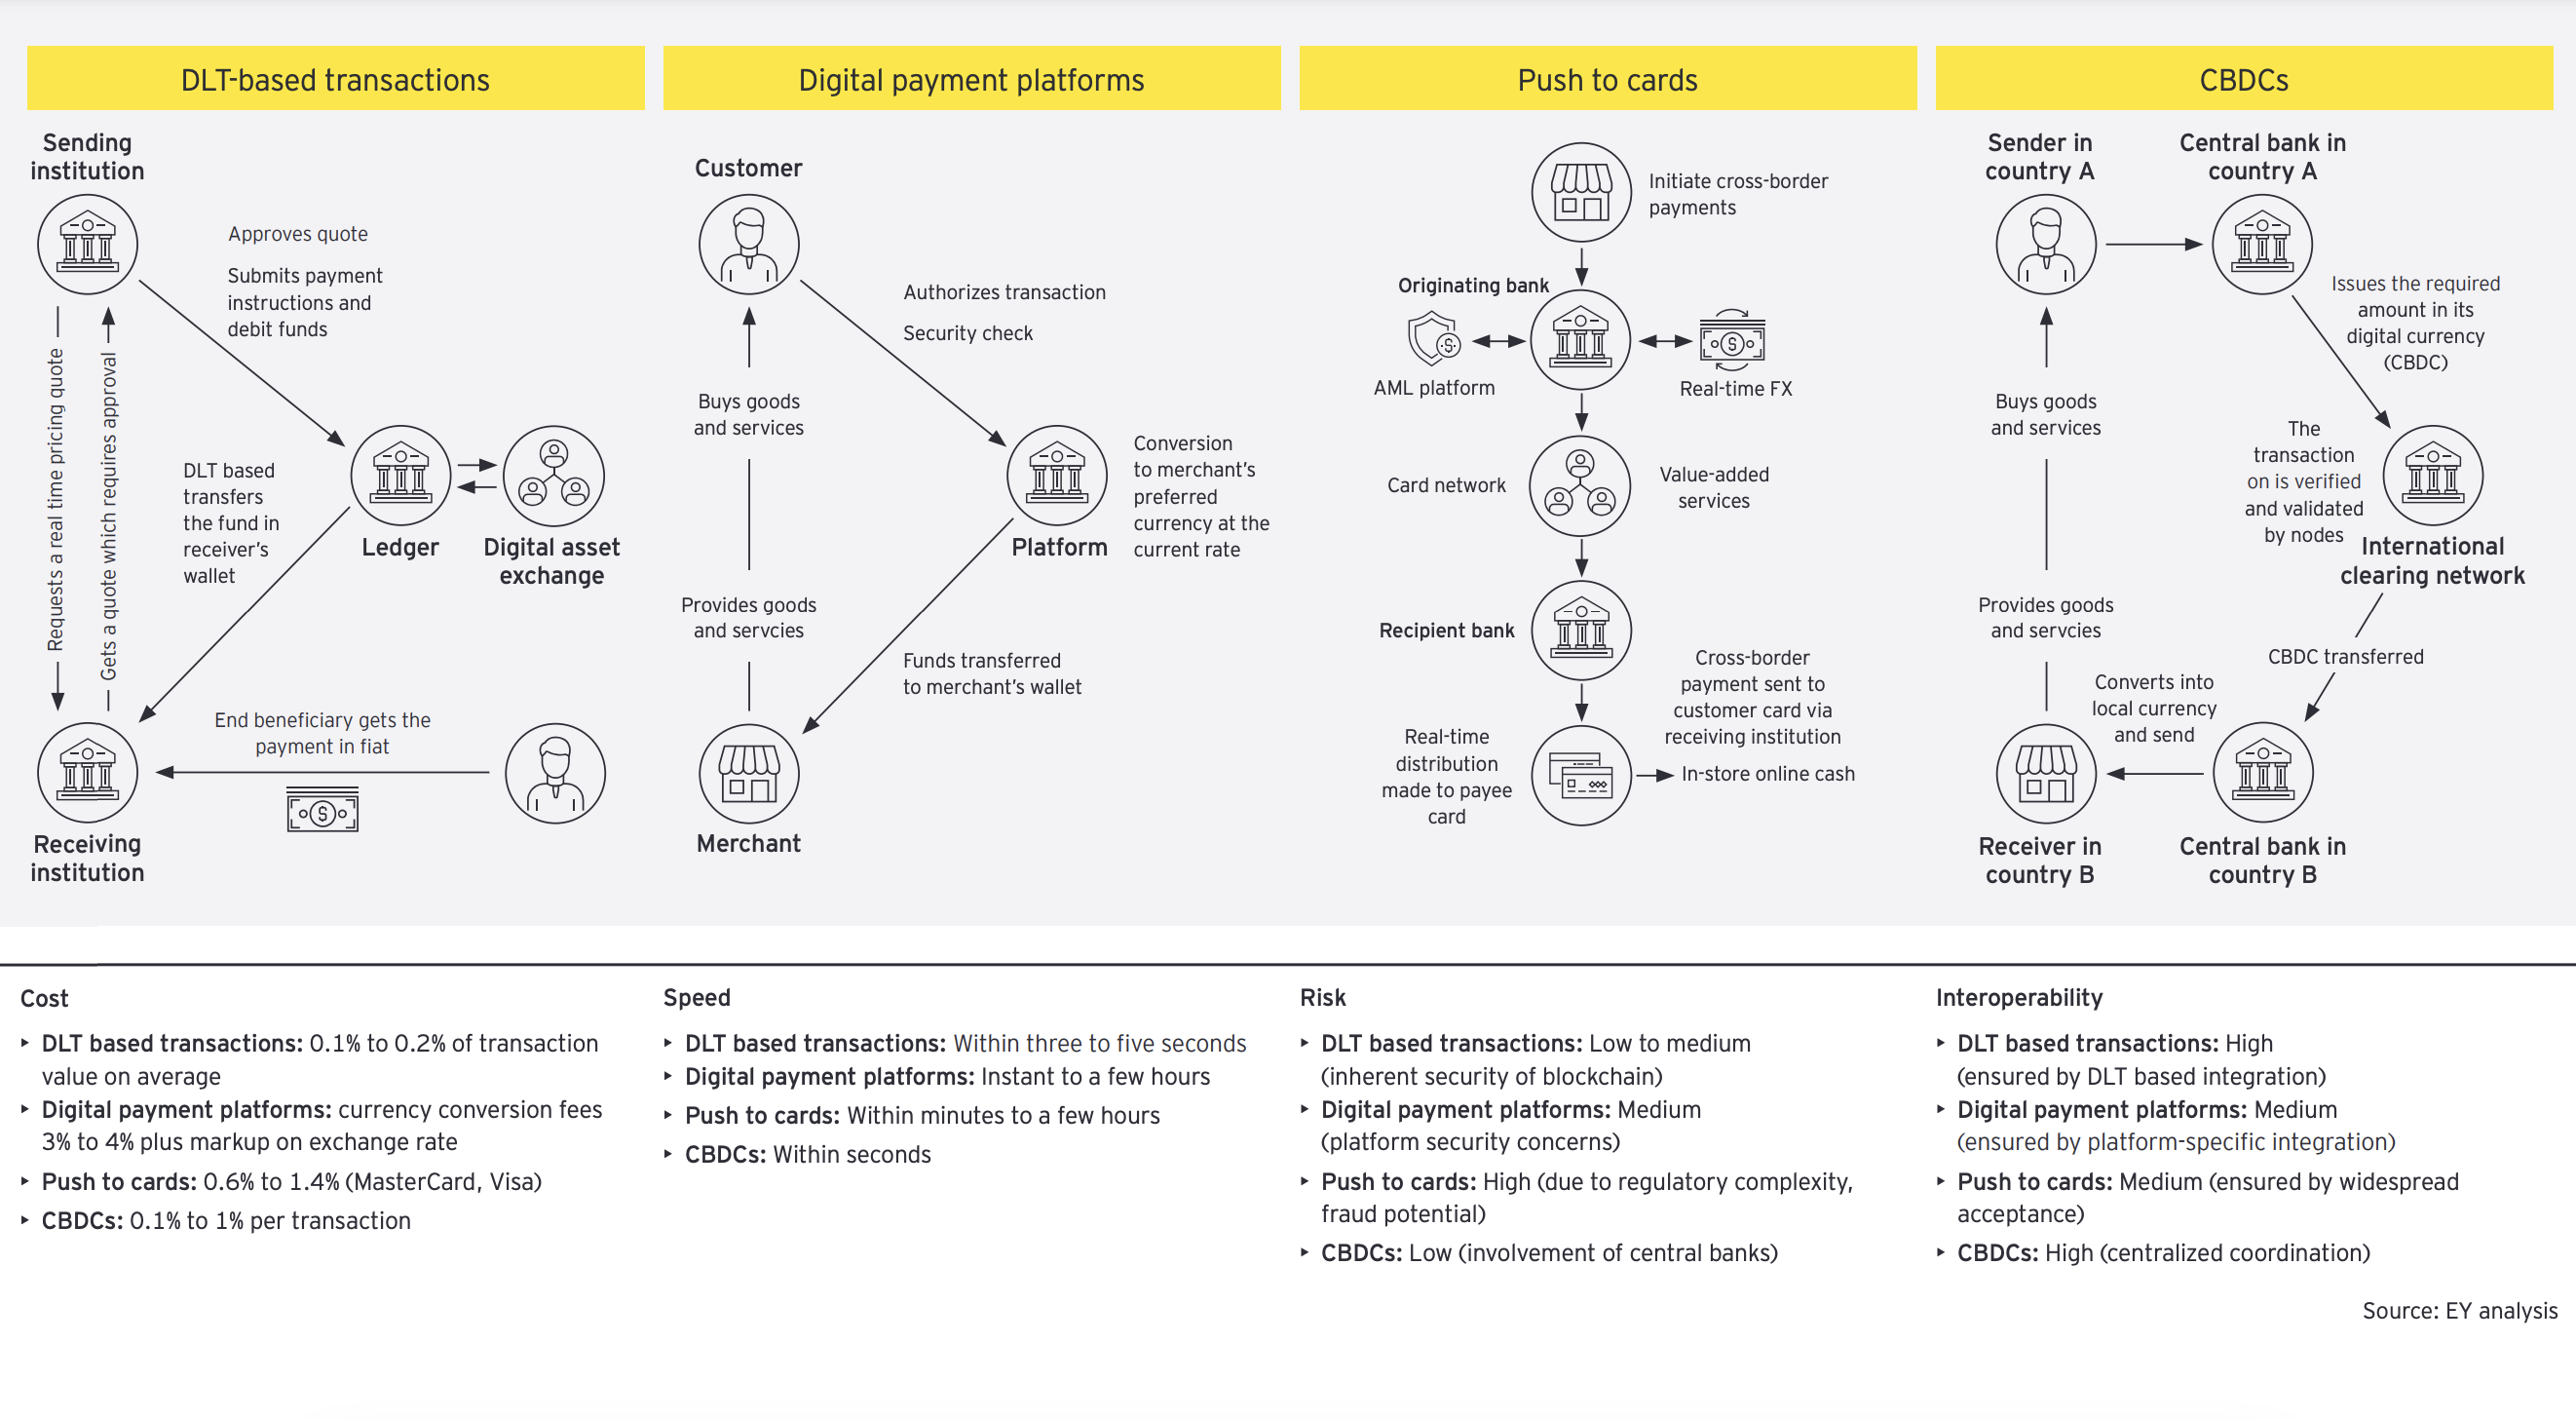 DLT-based transactions
Sending
institution
Approves quote
Submits payment
instructions and
debit funds
Requests a real time pricing quote
Gets a quote which requires approval
DLT based
transfers
the fund in
receiver's
wallet
Ledger
Digital asset
exchange
End beneficiary gets the
payment in fiat
Receiving
institution
Digital payment platforms
Customer
Authorizes transaction
Security check
Buys goods
and services
Conversion
to merchant's
preferred
currency at the
current rate
Platform
Provides goods
and servcies
Funds transferred
to merchant's wallet
Merchant
Push to cards
Initiate cross-border
payments
Originating bank
AML platform
Real-time FX
Card network
Value-added
services
Recipient bank
Cross-border
payment sent to
customer card via
receiving institution
Real-time
distribution
made to payee
card
In-store online cash
CBDCs
Sender in
country A
Central bank in
country A
Issues the required
amount in its
digital currency
(CBDC)
Buys goods
and services
The
transaction
on is verified
and validated
by nodes
International
clearing network
Provides goods
and servcies
CBDC transferred
Converts into
local currency
and send
Receiver in
country B
Central bank in
country B
Cost
‣ DLT based transactions: 0.1% to 0.2% of transaction
value on average
‣ Digital payment platforms: currency conversion fees
3% to 4% plus markup on exchange rate
‣ Push to cards: 0.6% to 1.4% (MasterCard, Visa)
‣ CBDCs: 0.1% to 1% per transaction
Speed
‣ DLT based transactions: Within three to five seconds
‣ Digital payment platforms: Instant to a few hours
‣ Push to cards: Within minutes to a few hours
‣ CBDCs: Within seconds
Risk
‣ DLT based transactions: Low to medium
(inherent security of blockchain)
‣ Digital payment platforms: Medium
(platform security concerns)
‣ Push to cards: High (due to regulatory complexity,
fraud potential)
‣ CBDCs: Low (involvement of central banks)
Interoperability
‣ DLT based transactions: High
(ensured by DLT based integration)
‣ Digital payment platforms: Medium
(ensured by platform-specific integration)
‣ Push to cards: Medium (ensured by widespread
acceptance)
‣ CBDCs: High (centralized coordination)
Source: EY analysis